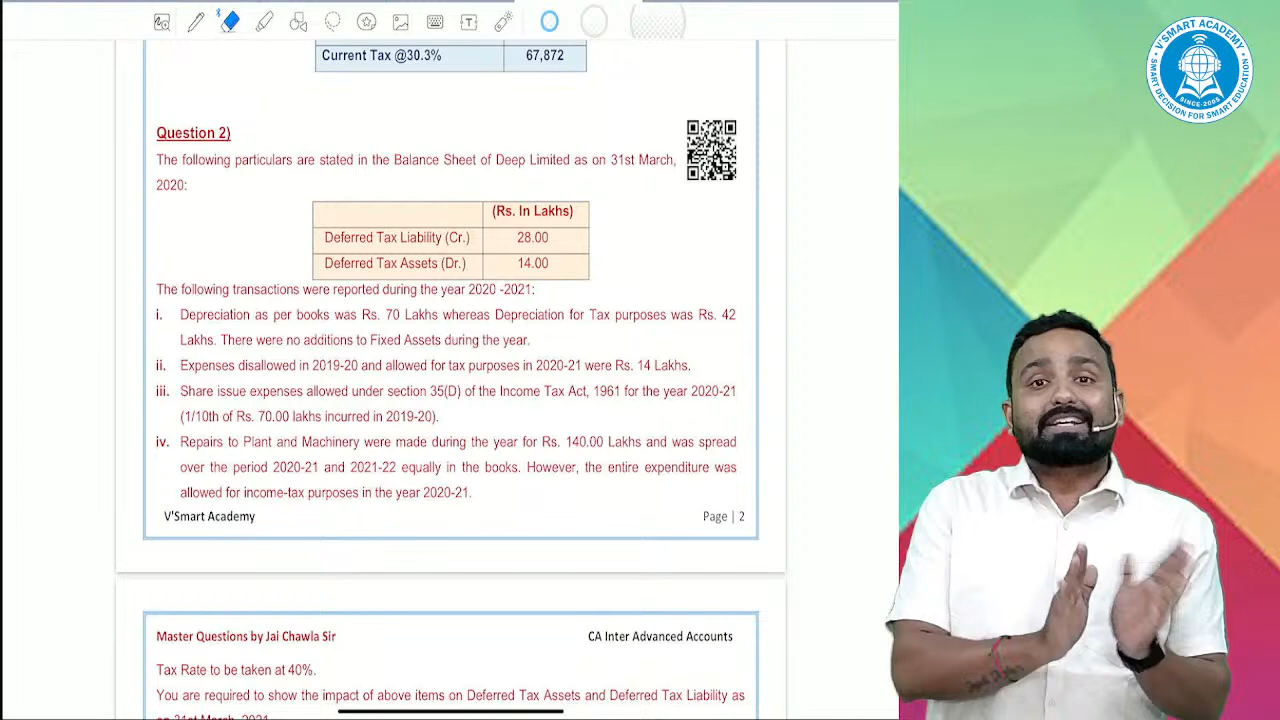 Current Tax @30.3% 67,872
Question 2)
The following particulars are stated in the Balance Sheet of Deep Limited as on 31st March,
2020:
(Rs. In Lakhs)
Deferred Tax Liability (Cr.) 28.00
Deferred Tax Assets (Dr.) 14.00
The following transactions were reported during the year 2020 -2021:
i. Depreciation as per books was Rs. 70 Lakhs whereas Depreciation for Tax purposes was Rs. 42
Lakhs. There were no additions to Fixed Assets during the year.
ii. Expenses disallowed in 2019-20 and allowed for tax purposes in 2020-21 were Rs. 14 Lakhs.
iii. Share issue expenses allowed under section 35(D) of the Income Tax Act, 1961 for the year 2020-21
(1/10th of Rs. 70.00 lakhs incurred in 2019-20).
iv. Repairs to Plant and Machinery were made during the year for Rs. 140.00 Lakhs and was spread
over the period 2020-21 and 2021-22 equally in the books. However, the entire expenditure was
allowed for income-tax purposes in the year 2020-21.
V'Smart Academy Page | 2
Master Questions by Jai Chawla Sir CA Inter Advanced Accounts
Tax Rate to be taken at 40%.
You are required to show the impact of above items on Deferred Tax Assets and Deferred Tax Liability as
on 31st March, 2021
V'SMART ACADEMY
SMART DECISION FOR SMART EDUCATION
SINCE-2005